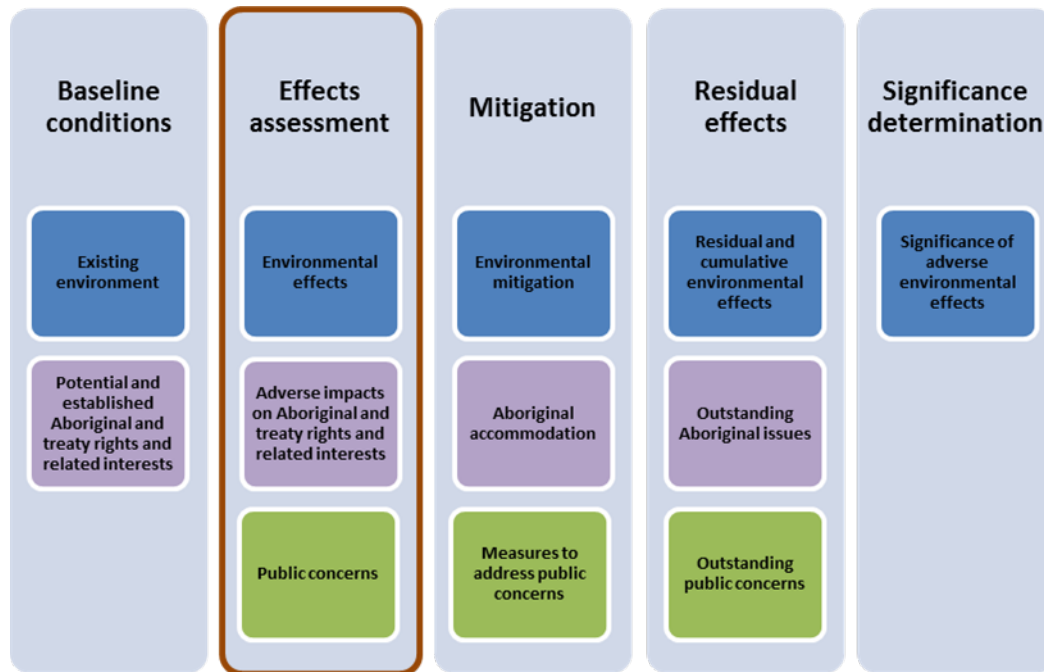 Baseline
conditions
Existing
environment
Potential and
established
Aboriginal and
treaty rights and
related interests
Effects
assessment
Environmental
effects
Adverse impacts
on Aboriginal and
treaty rights and
related interests
Public concerns
Mitigation
Environmental
mitigation
Aboriginal
accommodation
Measures to
address public
concerns
Residual
effects
Residual and
cumulative
environmental
effects
Outstanding
Aboriginal issues
Outstanding
public concerns
Significance
determination
Significance of
adverse
environmental
effects